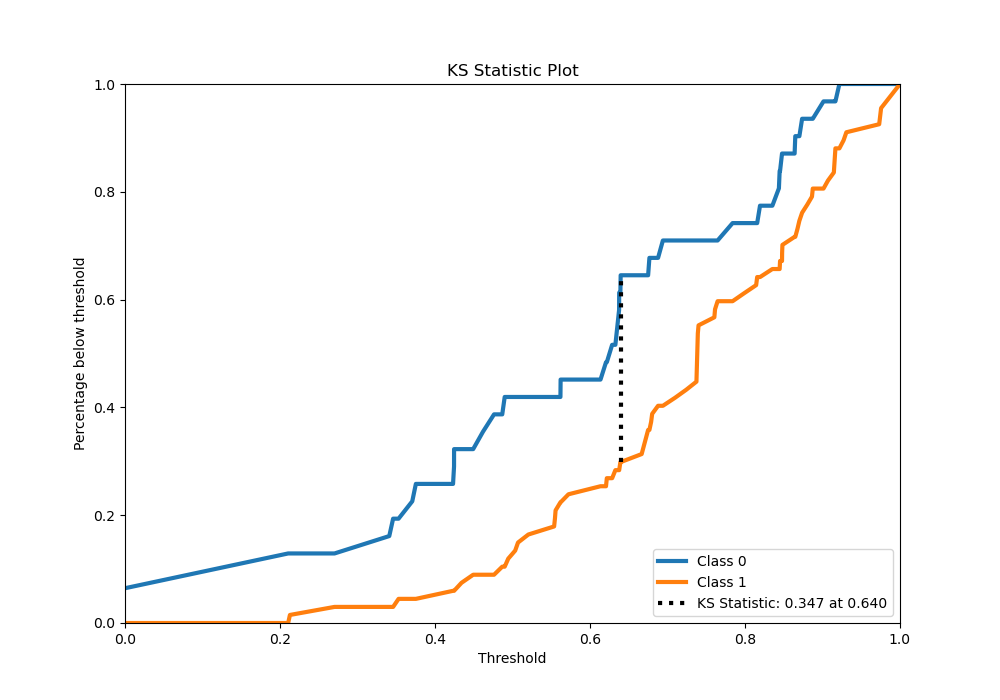 KS Statistic Plot
Percentage below threshold
1.0
0.8
0.6
0.4
0.2
0.0
0.0 0.2 0.4 0.6 0.8 1.0
Threshold
Class 0
Class 1
KS Statistic: 0.347 at 0.640